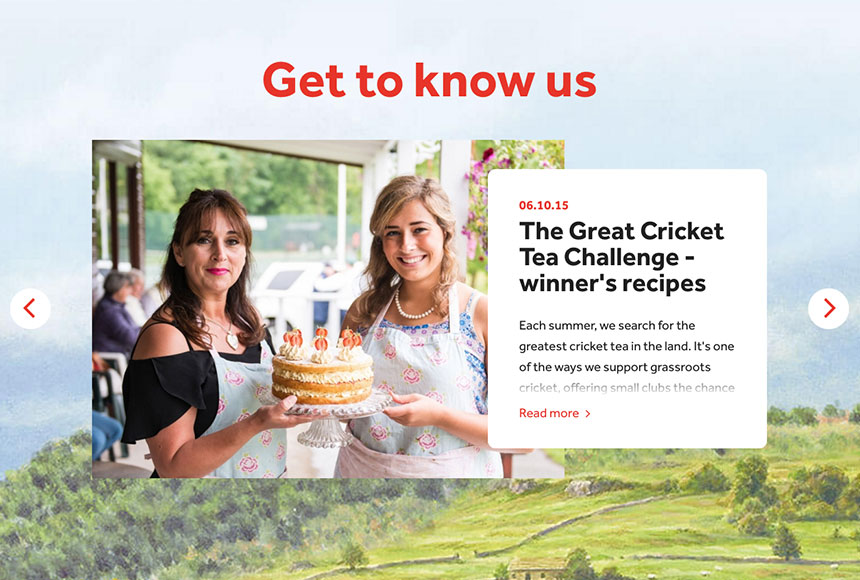 Get to know us
06.10.15
The Great Cricket
Tea Challenge -
winner's recipes
Each summer, we search for the
greatest cricket tea in the land. It's one
of the ways we support grassroots
cricket, offering small clubs the chance
Read more